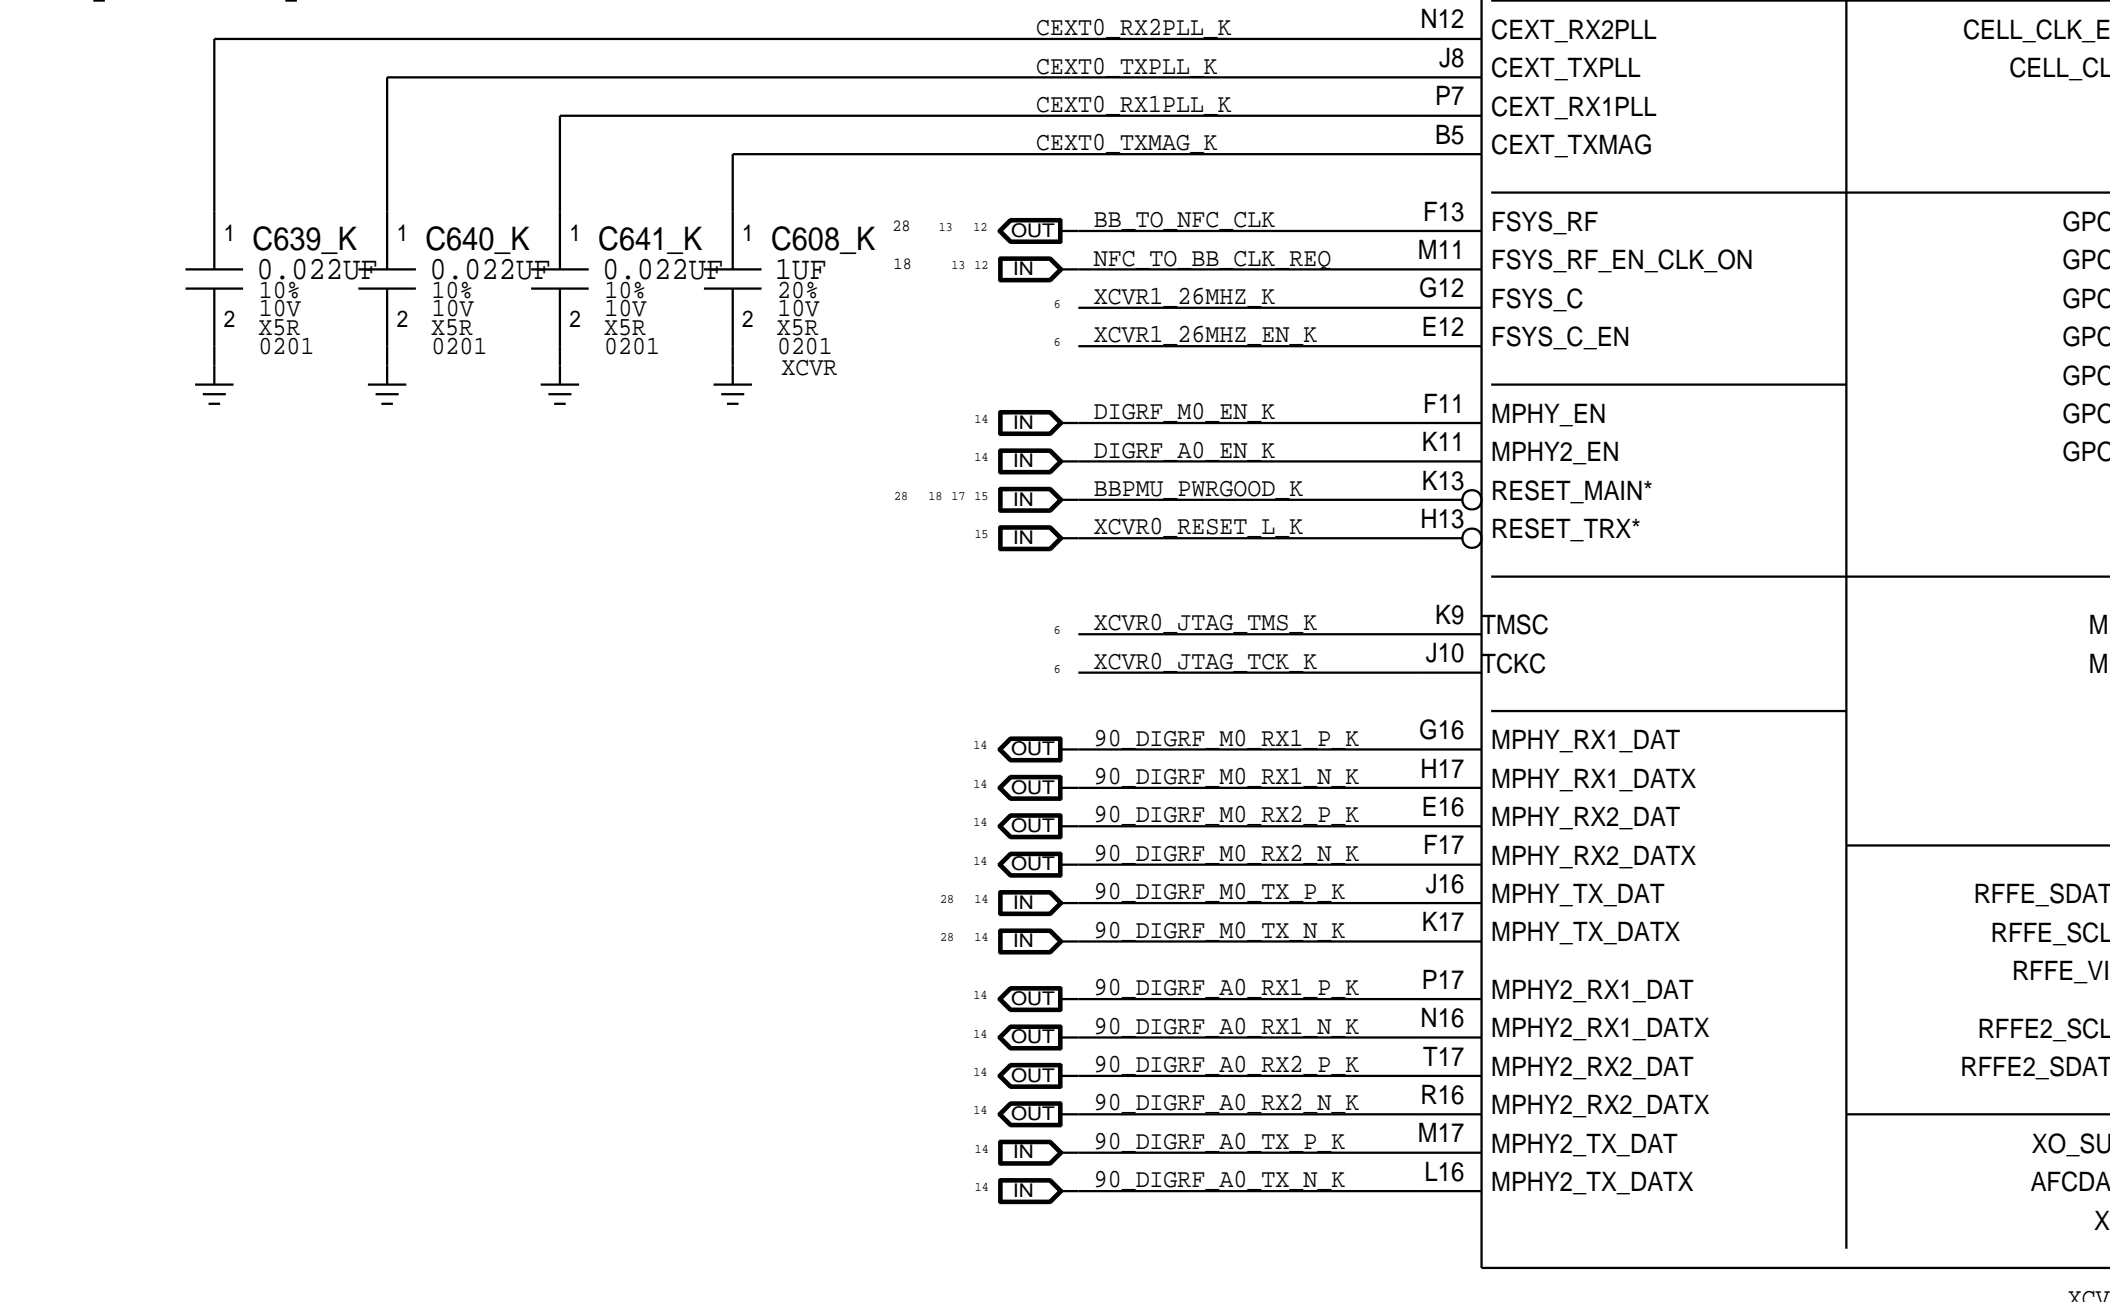 CEXT0_RX2PLL_K N12 CEXT_RX2PLL CELL_CLK_E
CEXT0_TXPLL_K J8 CEXT_TXPLL CELL_CL
CEXT0_RX1PLL_K P7 CEXT_RX1PLL
CEXT0_TXMAG_K B5 CEXT_TXMAG
1 C639_K 1 C640_K 1 C641_K 1 C608_K
0.022UF 0.022UF 0.022UF 1UF
10% 10% 10% 20%
10V 10V 10V 10V
2 X5R 2 X5R 2 X5R 2 X5R
0201 0201 0201 0201
XCVR
28 13 12 OUT BB_TO_NFC_CLK F13 FSYS_RF GPO
18 13 12 IN NFC_TO_BB_CLK_REQ M11 FSYS_RF_EN_CLK_ON GPO
6 XCVR1_26MHZ_K G12 FSYS_C GPO
6 XCVR1_26MHZ_EN_K E12 FSYS_C_EN GPO
GPO
14 IN DIGRF_M0_EN_K F11 MPHY_EN GPO
14 IN DIGRF_A0_EN_K K11 MPHY2_EN GPO
28 18 17 15 IN BBPMU_PWRGOOD_K K13 RESET_MAIN*
15 IN XCVR0_RESET_L_K H13 RESET_TRX*
6 XCVR0_JTAG_TMS_K K9 TMSC M
6 XCVR0_JTAG_TCK_K J10 TCKC M
14 OUT 90_DIGRF_M0_RX1_P_K G16 MPHY_RX1_DAT
14 OUT 90_DIGRF_M0_RX1_N_K H17 MPHY_RX1_DATX
14 OUT 90_DIGRF_M0_RX2_P_K E16 MPHY_RX2_DAT
14 OUT 90_DIGRF_M0_RX2_N_K F17 MPHY_RX2_DATX
28 14 IN 90_DIGRF_M0_TX_P_K J16 MPHY_TX_DAT RFFE_SDAT
28 14 IN 90_DIGRF_M0_TX_N_K K17 MPHY_TX_DATX RFFE_SCL
RFFE_VI
14 OUT 90_DIGRF_A0_RX1_P_K P17 MPHY2_RX1_DAT
14 OUT 90_DIGRF_A0_RX1_N_K N16 MPHY2_RX1_DATX RFFE2_SCL
14 OUT 90_DIGRF_A0_RX2_P_K T17 MPHY2_RX2_DAT RFFE2_SDAT
14 OUT 90_DIGRF_A0_RX2_N_K R16 MPHY2_RX2_DATX
14 IN 90_DIGRF_A0_TX_P_K M17 MPHY2_TX_DAT XO_SU
14 IN 90_DIGRF_A0_TX_N_K L16 MPHY2_TX_DATX AFCDA
X
XCV